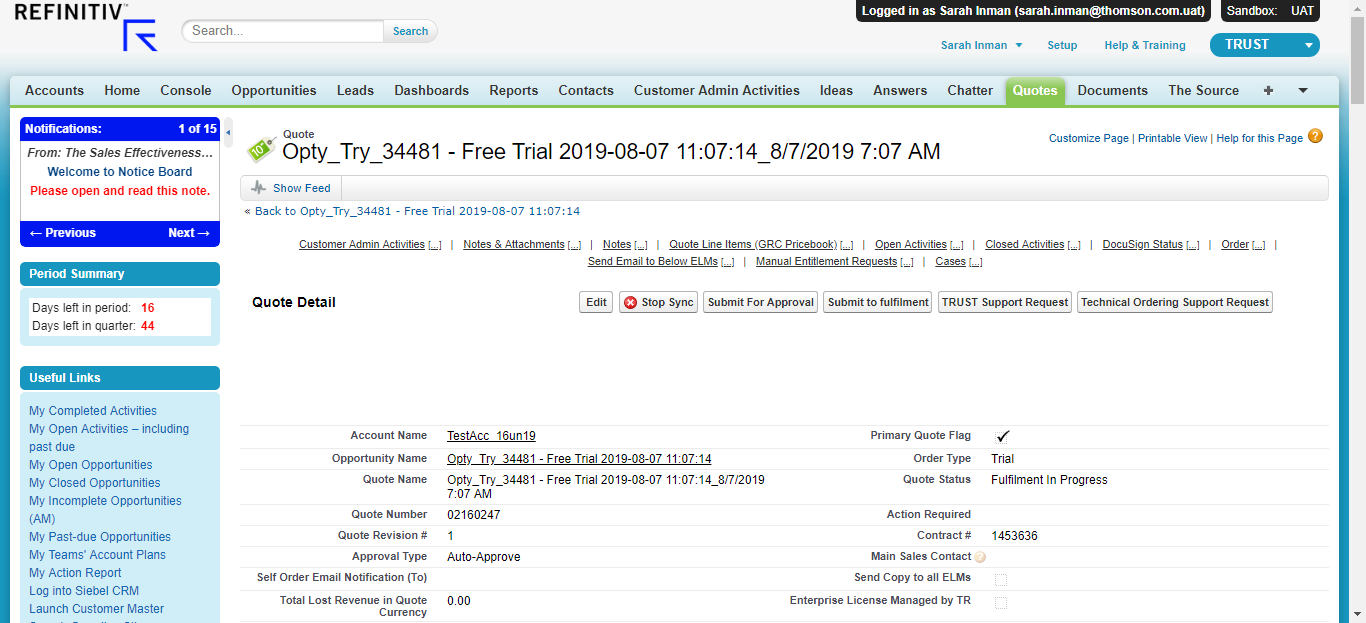 REFINITIV™
Search...
Search
Logged in as Sarah Inman (sarah.inman@thomson.com.uat)
Sandbox: UAT
Sarah Inman
Setup
Help & Training
TRUST
Accounts Home Console Opportunities Leads Dashboards Reports Contacts Customer Admin Activities Ideas Answers Chatter Quotes Documents The Source +
Notifications: 1 of 15
From: The Sales Effectiveness...
Welcome to Notice Board
Please open and read this note.
← Previous Next →
Period Summary
Days left in period: 16
Days left in quarter: 44
Useful Links
My Completed Activities
My Open Activities – including
past due
My Open Opportunities
My Closed Opportunities
My Incomplete Opportunities
(AM)
My Past-due Opportunities
My Teams' Account Plans
My Action Report
Log into Siebel CRM
Launch Customer Master
Quote
Opty_Try_34481 - Free Trial 2019-08-07 11:07:14_8/7/2019 7:07 AM
Customize Page | Printable View | Help for this Page ?
Show Feed
« Back to Opty_Try_34481 - Free Trial 2019-08-07 11:07:14
Customer Admin Activities [...] | Notes & Attachments [...] | Notes [...] | Quote Line Items (GRC Pricebook) [...] | Open Activities [...] | Closed Activities [...] | DocuSign Status [...] | Order [...] |
Send Email to Below ELMs [...] | Manual Entitlement Requests [...] | Cases [...]
Quote Detail
Edit
Stop Sync
Submit For Approval
Submit to fulfilment
TRUST Support Request
Technical Ordering Support Request
Account Name TestAcc_16un19 Primary Quote Flag
Opportunity Name Opty_Try_34481 - Free Trial 2019-08-07 11:07:14 Order Type Trial
Quote Name Opty_Try_34481 - Free Trial 2019-08-07 11:07:14_8/7/2019 Quote Status Fulfilment In Progress
7:07 AM
Quote Number 02160247 Action Required
Quote Revision # 1 Contract # 1453636
Approval Type Auto-Approve Main Sales Contact ?
Self Order Email Notification (To) Send Copy to all ELMs
Total Lost Revenue in Quote 0.00 Enterprise License Managed by TR
Currency